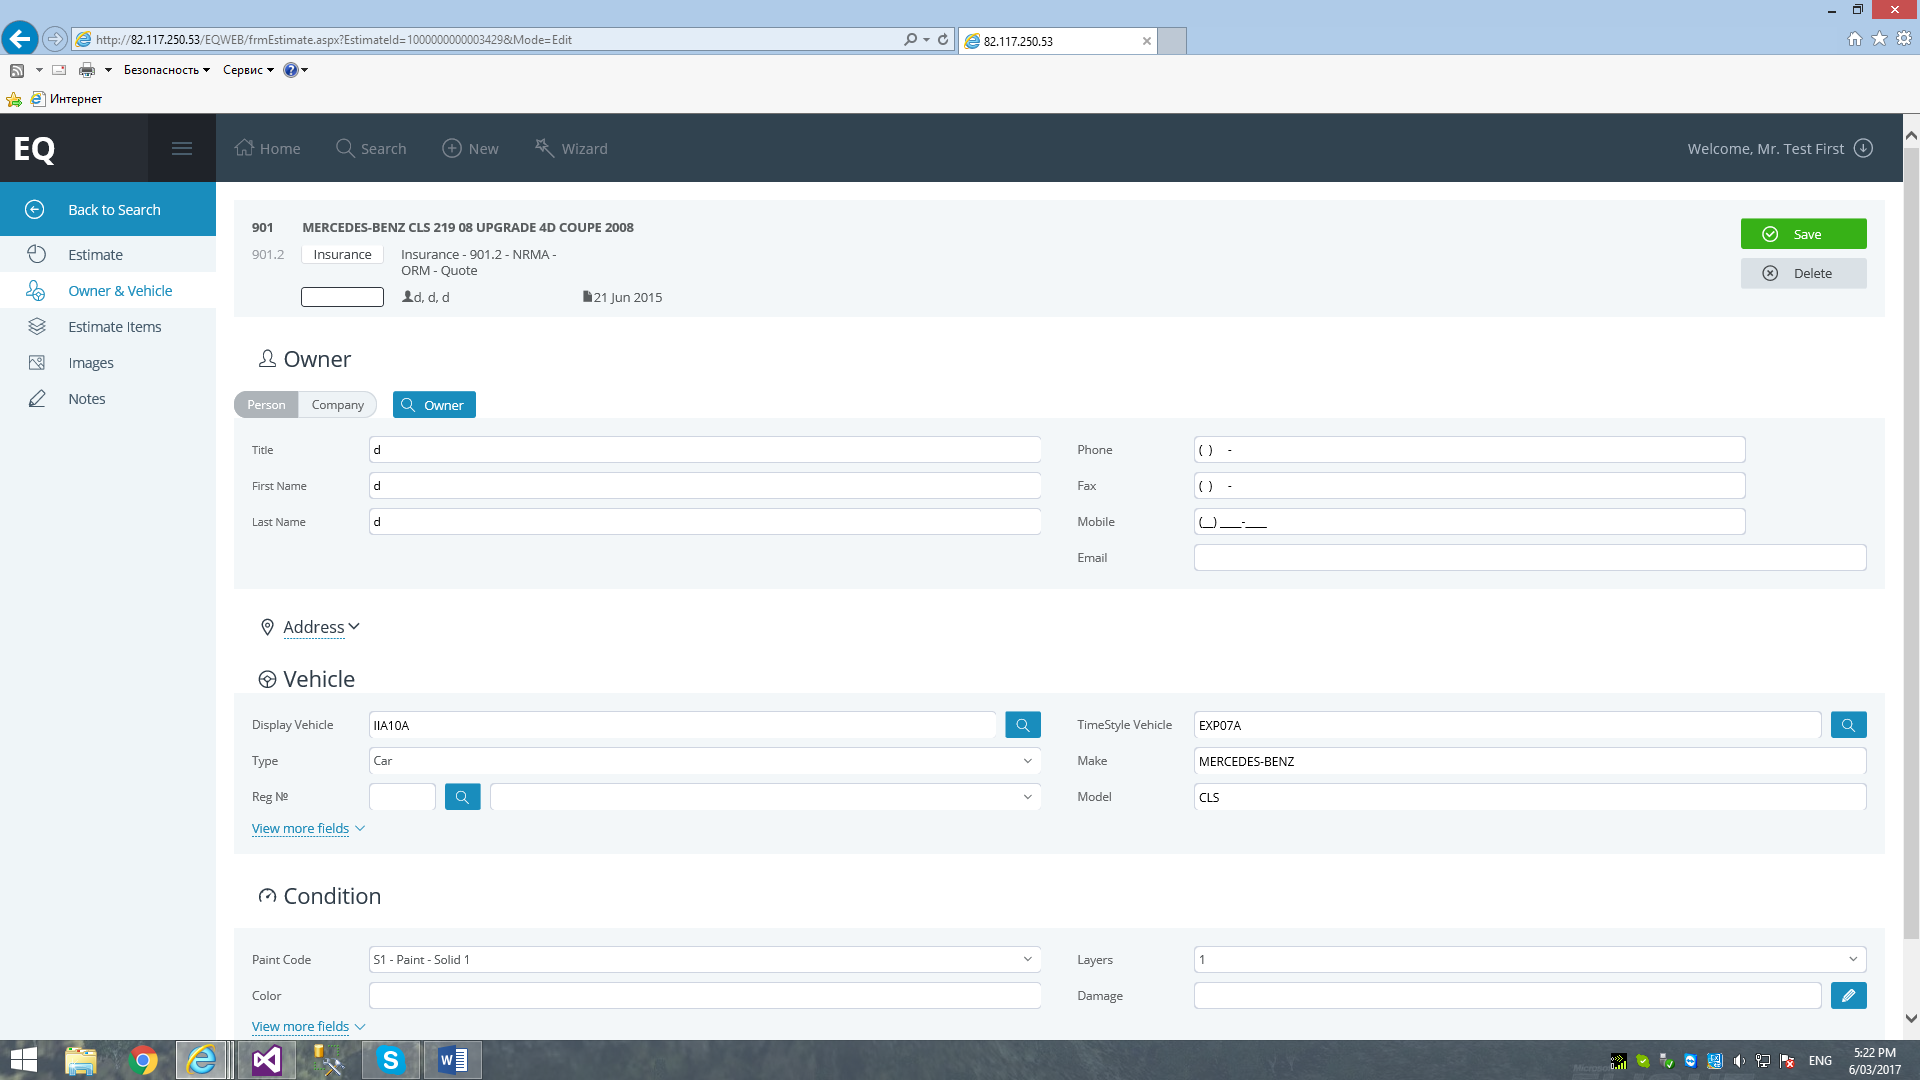 http://82.117.250.53/EQWEB/frmEstimate.aspx?EstimateId=1000000000003429&Mode=Edit
82.117.250.53
Безопасность
Сервис
Интернет
EQ
Home
Search
New
Wizard
Welcome, Mr. Test First
Back to Search
Estimate
Owner & Vehicle
Estimate Items
Images
Notes
901 MERCEDES-BENZ CLS 219 08 UPGRADE 4D COUPE 2008
901.2 Insurance Insurance - 901.2 - NRMA -
ORM - Quote
d, d, d 21 Jun 2015
Save
Delete
Owner
Person Company Owner
Title d
First Name d
Last Name d
Phone ( ) -
Fax ( ) -
Mobile (__) ____-____
Email
Address
Vehicle
Display Vehicle IIA10A
TimeStyle Vehicle EXP07A
Type Car
Make MERCEDES-BENZ
Reg №
Model CLS
View more fields
Condition
Paint Code S1 - Paint - Solid 1
Layers 1
Color
Damage
View more fields
ENG
5:22 PM
6/03/2017